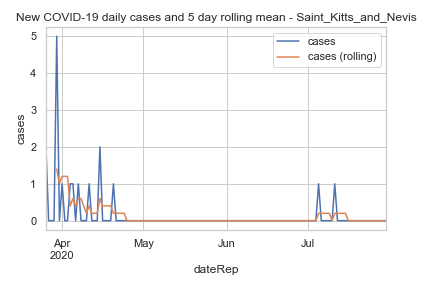 New COVID-19 daily cases and 5 day rolling mean - Saint_Kitts_and_Nevis
cases
cases (rolling)
5
4
3
2
1
0
cases
Apr
2020
May
Jun
Jul
dateRep